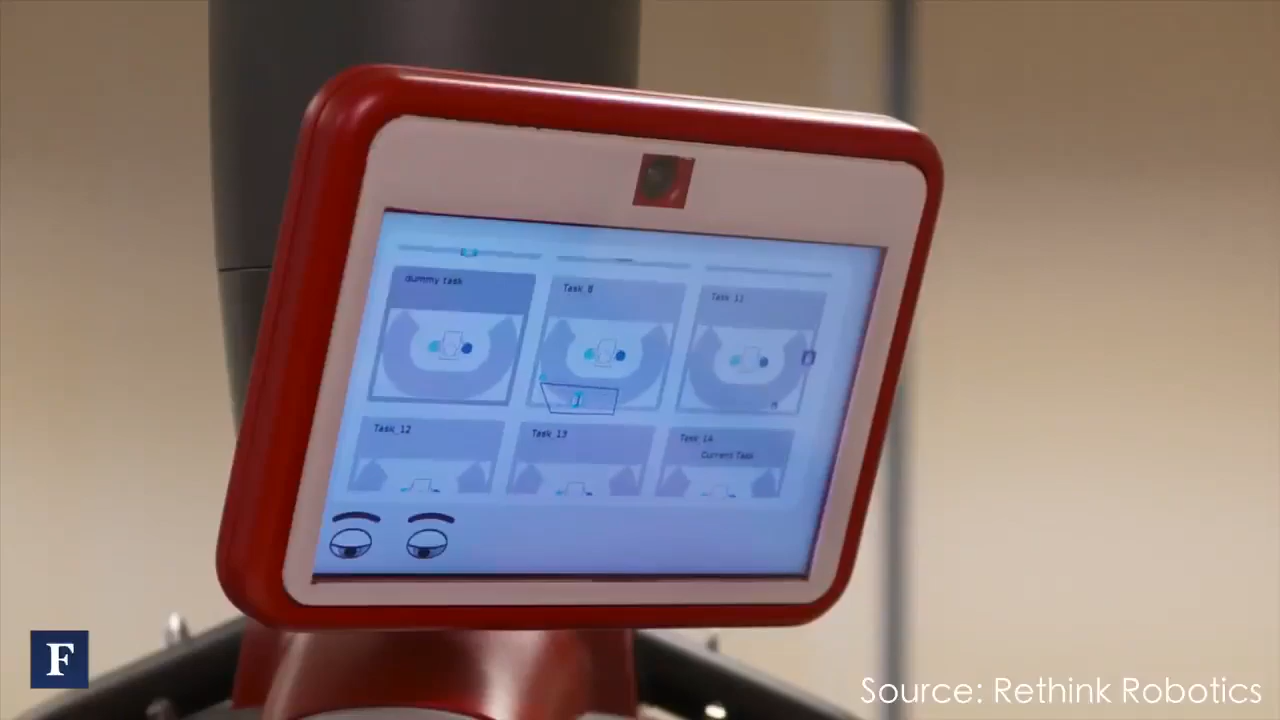 dummy task
Task 8
Task 11
Task 12
Task 13
Task 14
Current Task
F
Source: Rethink Robotics